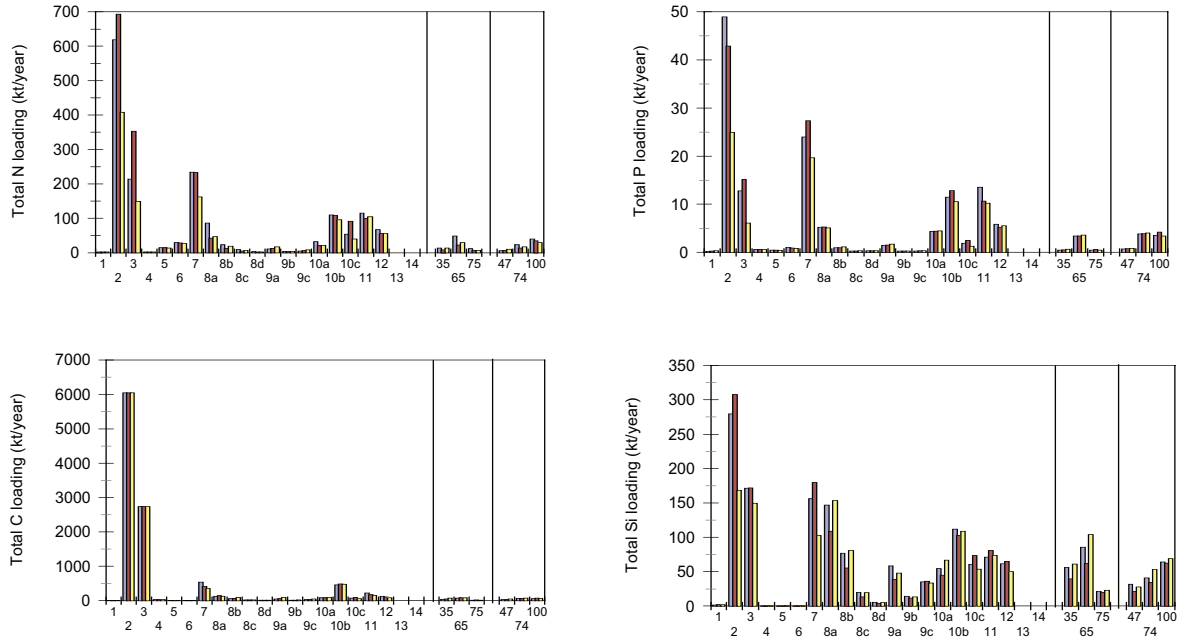 Total N loading (kt/year)
700
600
500
400
300
200
100
0
1 3 5 7 8b 8d 9b 10a 10c 12 14 35 75 47 100
2 4 6 8a 8c 9a 9c 10b 11 13 65 74
Total P loading (kt/year)
50
40
30
20
10
0
1 3 5 7 8b 8d 9b 10a 10c 12 14 35 75 47 100
2 4 6 8a 8c 9a 9c 10b 11 13 65 74
Total C loading (kt/year)
7000
6000
5000
4000
3000
2000
1000
0
1 3 5 7 8b 8d 9b 10a 10c 12 14 35 75 47 100
2 4 6 8a 8c 9a 9c 10b 11 13 65 74
Total Si loading (kt/year)
350
300
250
200
150
100
50
0
1 3 5 7 8b 8d 9b 10a 10c 12 14 35 75 47 100
2 4 6 8a 8c 9a 9c 10b 11 13 65 74